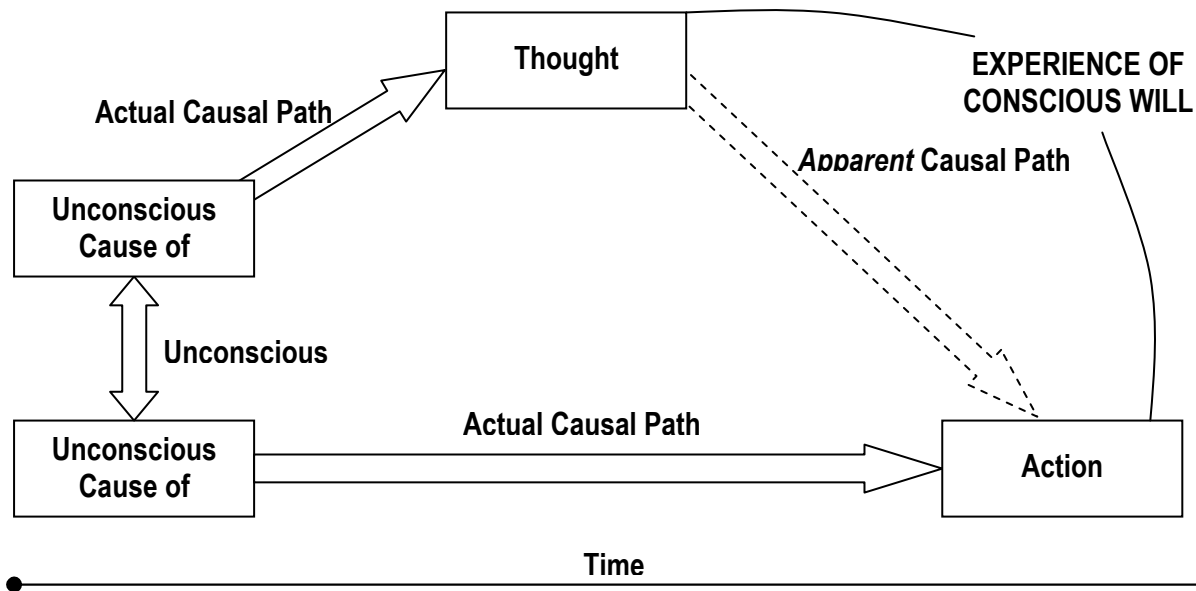 Thought
EXPERIENCE OF
CONSCIOUS WILL
Actual Causal Path
Apparent Causal Path
Unconscious
Cause of
Unconscious
Unconscious
Cause of
Actual Causal Path
Action
Time